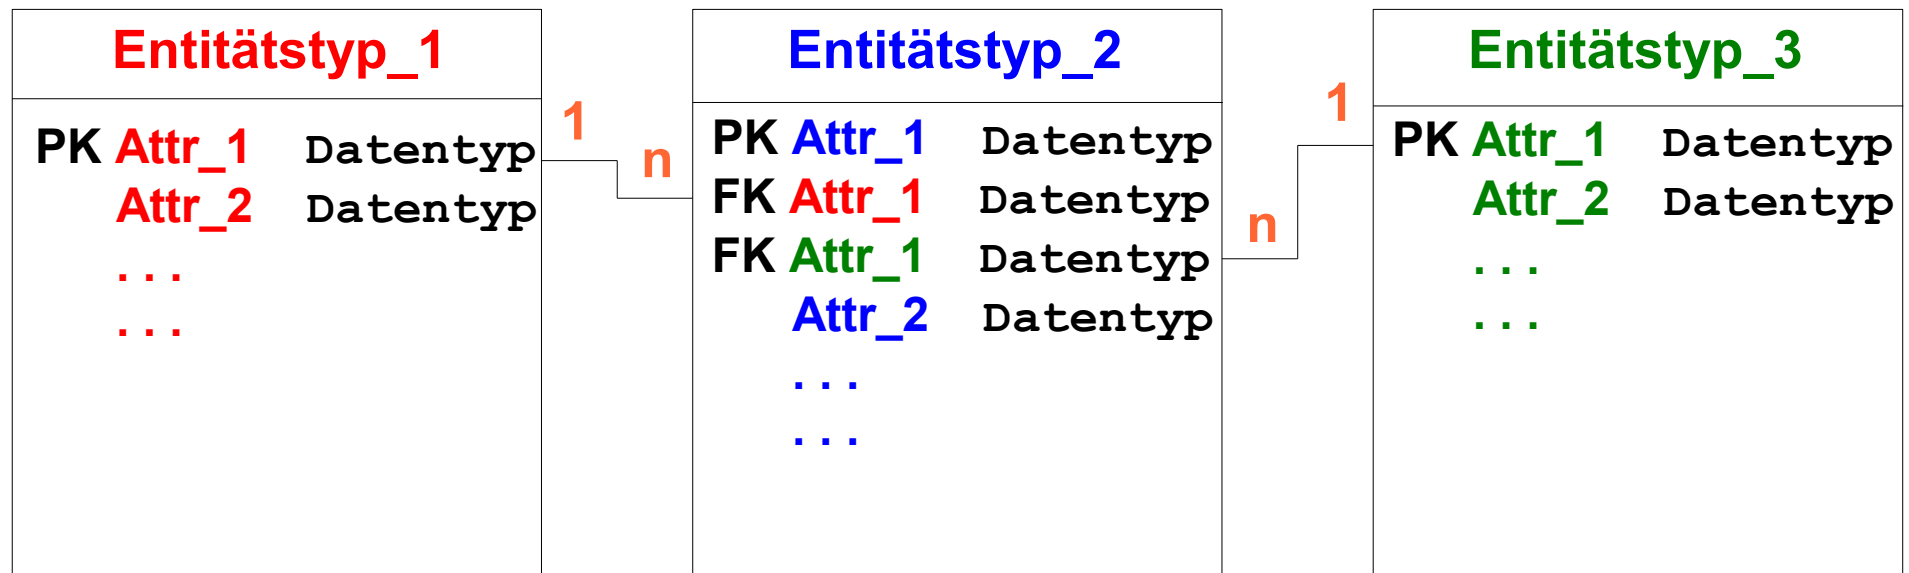 Entitätstyp_1
PK Attr_1 Datentyp
Attr_2 Datentyp
. . .
. . .
1
n
Entitätstyp_2
PK Attr_1 Datentyp
FK Attr_1 Datentyp
FK Attr_1 Datentyp
Attr_2 Datentyp
. . .
. . .
n
1
Entitätstyp_3
PK Attr_1 Datentyp
Attr_2 Datentyp
. . .
. . .